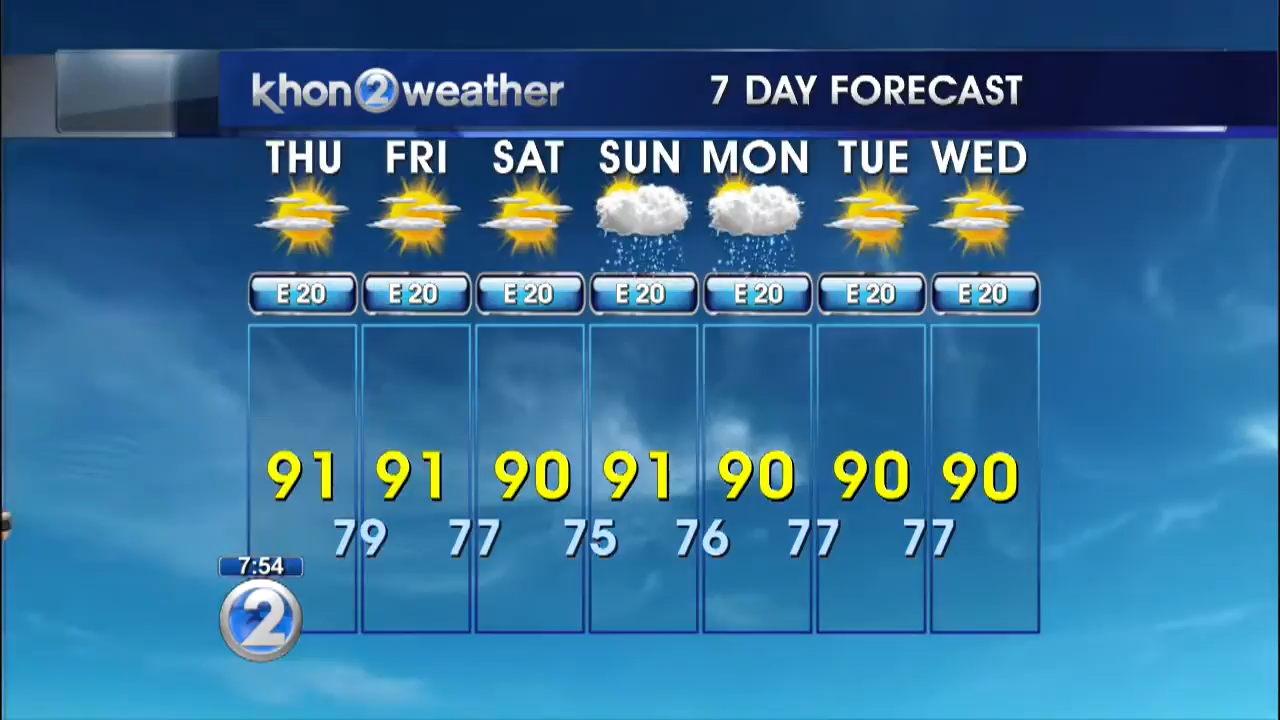 khon2weather 7 DAY FORECAST
THU FRI SAT SUN MON TUE WED
E 20 E 20 E 20 E 20 E 20 E 20 E 20
91 91 90 91 90 90 90
79 77 75 76 77 77
7:54
2